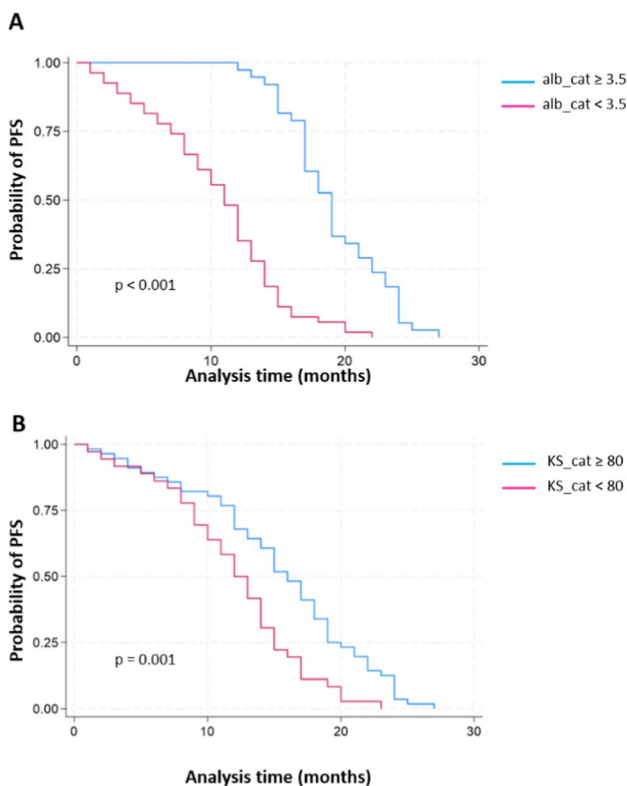 A
1.00
0.75
0.50
0.25
0.00
Probability of PFS
p < 0.001
0
10
20
30
Analysis time (months)
alb_cat ≥ 3.5
alb_cat < 3.5
B
1.00
0.75
0.50
0.25
0.00
Probability of PFS
p = 0.001
0
10
20
30
Analysis time (months)
KS_cat ≥ 80
KS_cat < 80